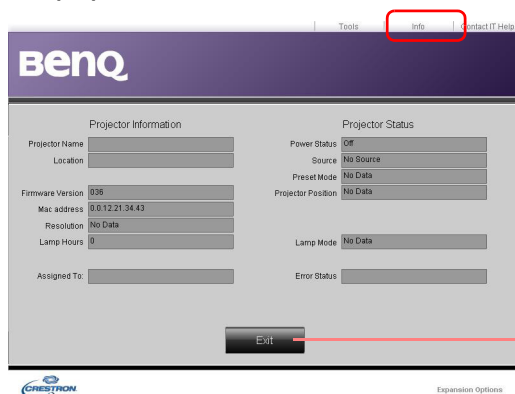 Tools Info Contact IT Help
BenQ
Projector Information Projector Status
Projector Name Power Status Off
Location Source No Source
Preset Mode No Data
Firmware Version 036 Projector Position No Data
Mac address 0.0.12.21.34.43
Resolution No Data
Lamp Hours 0 Lamp Mode No Data
Assigned To: Error Status
Exit
CRESTRON Expansion Options